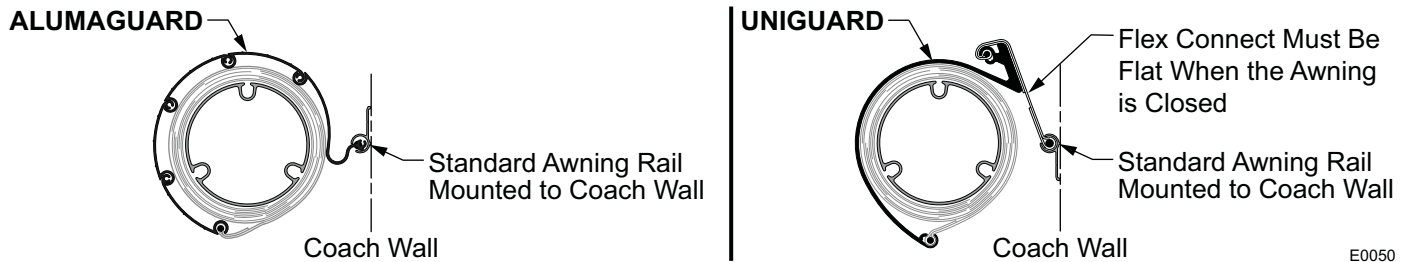 ALUMAGUARD
Standard Awning Rail
Mounted to Coach Wall
Coach Wall
UNIGUARD
Flex Connect Must Be
Flat When the Awning
is Closed
Standard Awning Rail
Mounted to Coach Wall
Coach Wall
E0050